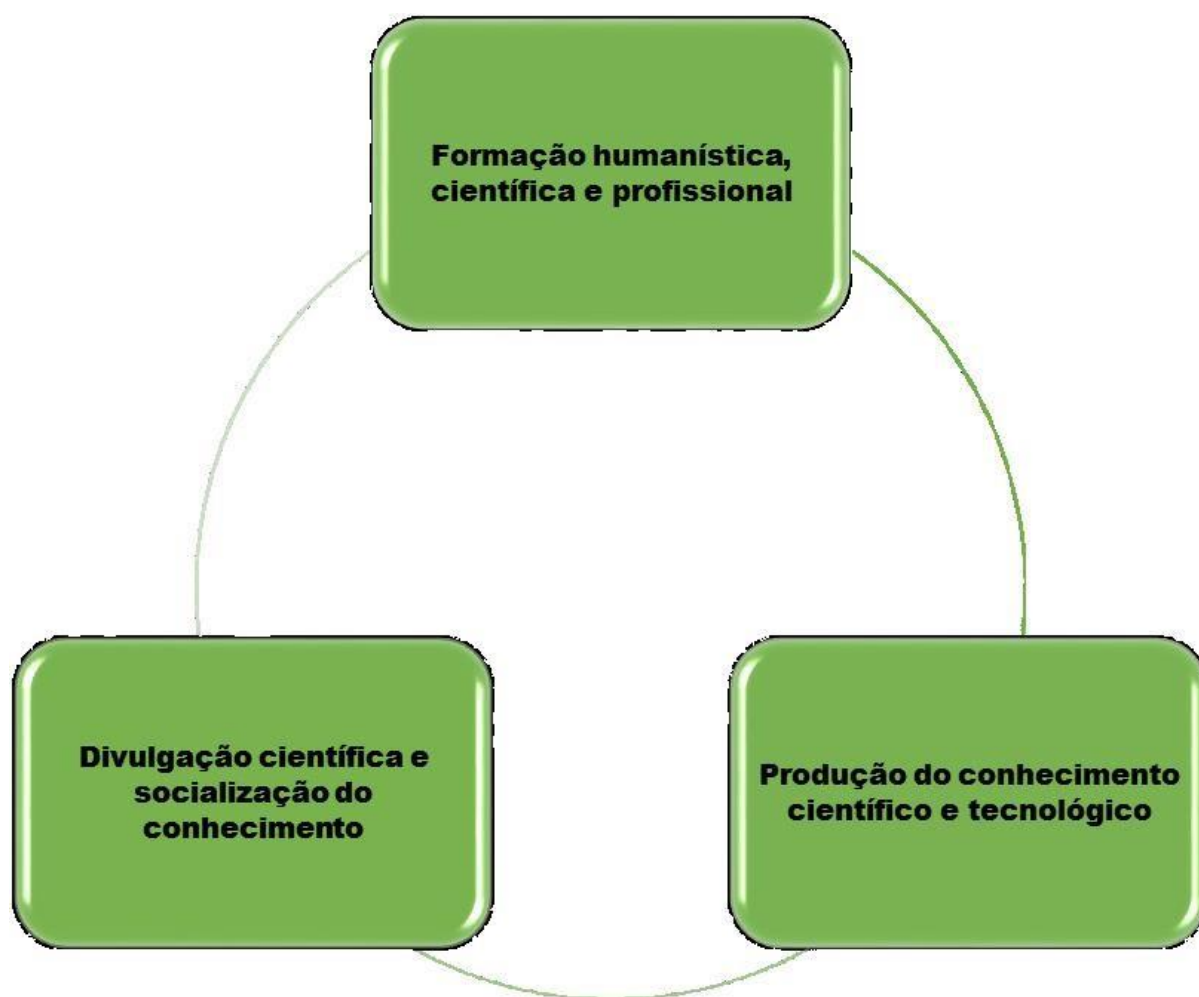 Formação humanística,
científica e profissional
Divulgação científica e
socialização do
conhecimento
Produção do conhecimento
científico e tecnológico